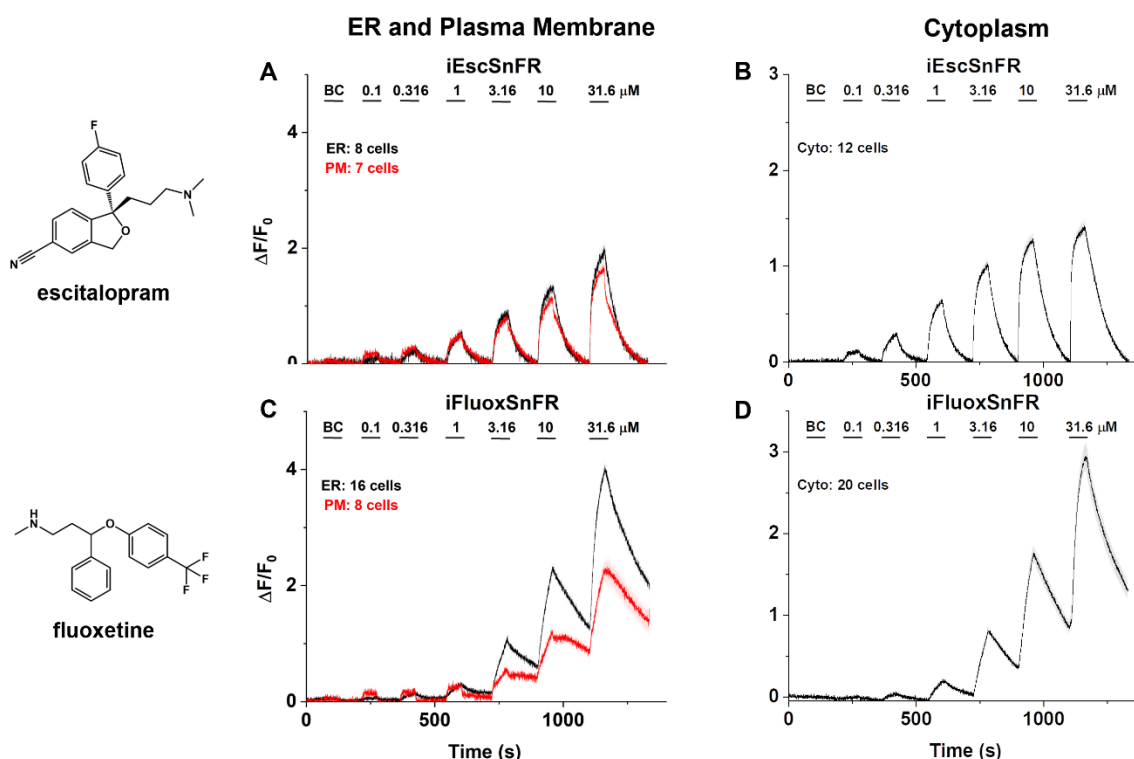 ER and Plasma Membrane
Cytoplasm
A
iEscSnFR
BC 0.1 0.316 1 3.16 10 31.6 μM
ER: 8 cells
PM: 7 cells
ΔF/F0
4
2
0
B
iEscSnFR
BC 0.1 0.316 1 3.16 10 31.6 μM
Cyto: 12 cells
3
2
1
0
0 500 1000
F
N
O
N
escitalopram
C
iFluoxSnFR
BC 0.1 0.316 1 3.16 10 31.6 μM
ER: 16 cells
PM: 8 cells
ΔF/F0
4
2
0
0 500 1000
Time (s)
D
iFluoxSnFR
BC 0.1 0.316 1 3.16 10 31.6 μM
Cyto: 20 cells
3
2
1
0
0 500 1000
Time (s)
H
N
O
F
F
F
fluoxetine